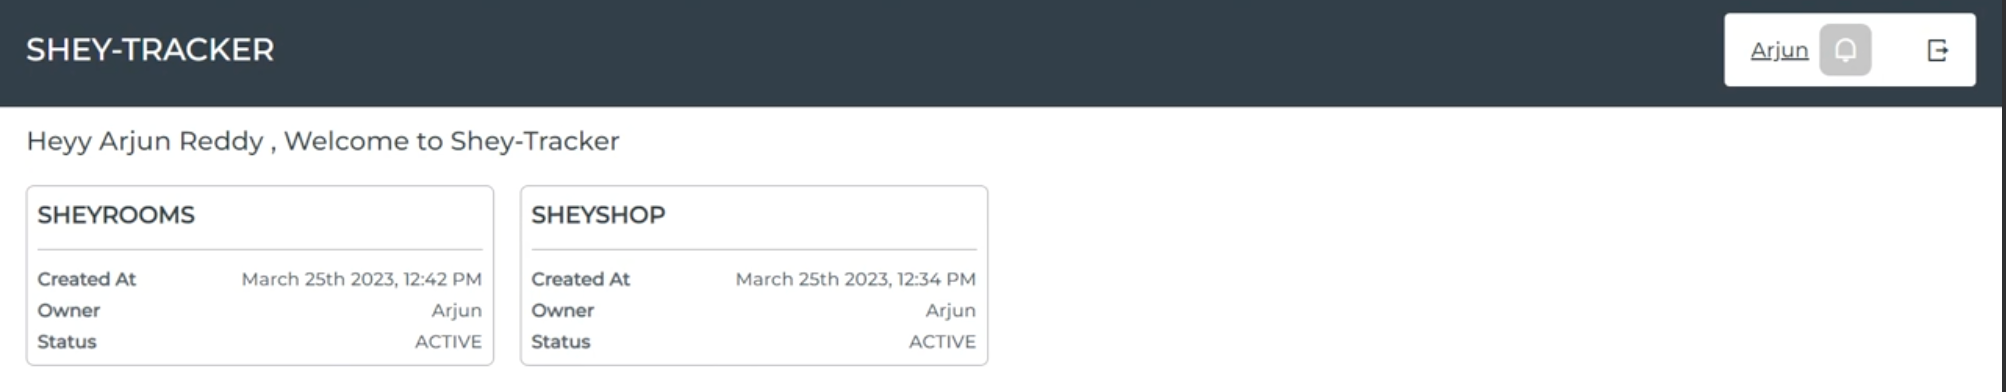 SHEY-TRACKER
Arjun
Heyy Arjun Reddy , Welcome to Shey-Tracker
SHEYROOMS
Created At March 25th 2023, 12:42 PM
Owner Arjun
Status ACTIVE
SHEYSHOP
Created At March 25th 2023, 12:34 PM
Owner Arjun
Status ACTIVE